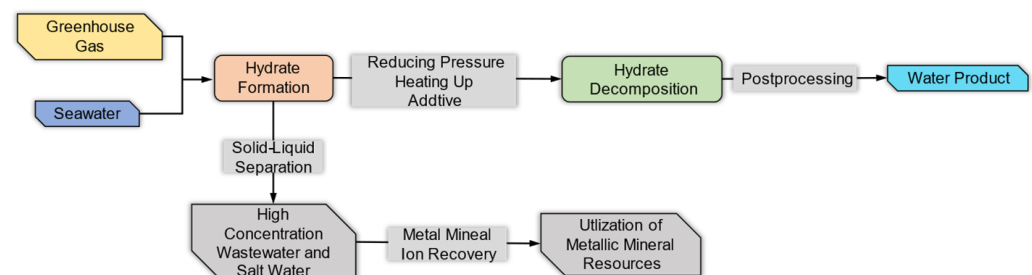 Greenhouse
Gas
Seawater
Hydrate
Formation
Reducing Pressure
Heating Up
Addtive
Hydrate
Decomposition
Postprocessing
Water Product
Solid-Liquid
Separation
High
Concentration
Wastewater and
Salt Water
Metal Mineal
Ion Recovery
Utlization of
Metallic Mineral
Resources